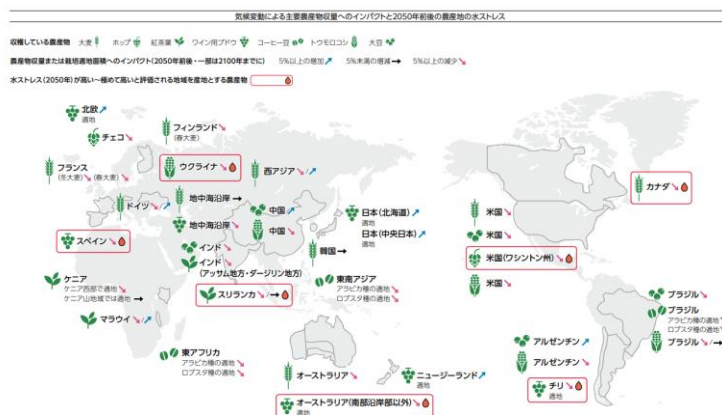 気候変動による主要農産物収量へのインパクトと2050年前後の農産地の水ストレス
収穫している農産物 大麦 ホップ 紅茶葉 ワイン用ブドウ コーヒー豆 トウモロコシ 大豆
農産物収量または栽培適地面積へのインパクト(2050年前後・一部は2100年までに) 5%以上の増加↗ 5%未満の増減→ 5%以上の減少↘
水ストレス(2050年)が高い〜極めて高いと評価される地域を産地とする農産物
北欧↗
適地
チェコ↘
フィンランド↘
(春大麦)
フランス↘ ↘
(冬大麦) (春大麦)
ウクライナ↘
西アジア↘/↗
ドイツ↘/↗
地中海沿岸→
地中海沿岸↘
スペイン↘
中国↗
中国↘
日本(北海道)↗
適地
日本(中央日本)↗
適地
韓国→
インド↘
インド↘
(アッサム地方・ダージリン地方)
スリランカ↘/→
東南アジア
アラビカ種の適地↘
ロブスタ種の適地↘
ケニア
ケニア西部で適地↘
ケニア山地域では適地→
マラウイ↘/↗
東アフリカ
アラビカ種の適地↘
ロブスタ種の適地↘
オーストラリア↘
オーストラリア(南部沿岸部以外)↘
適地
ニュージーランド↗
適地
カナダ↘
米国↘
米国↘
米国(ワシントン州)↘
米国↘
ブラジル↘
ブラジル
アラビカ種の適地↘
ロブスタ種の適地↘
ブラジル↘/→
アルゼンチン↗
アルゼンチン↘
チリ↘
適地